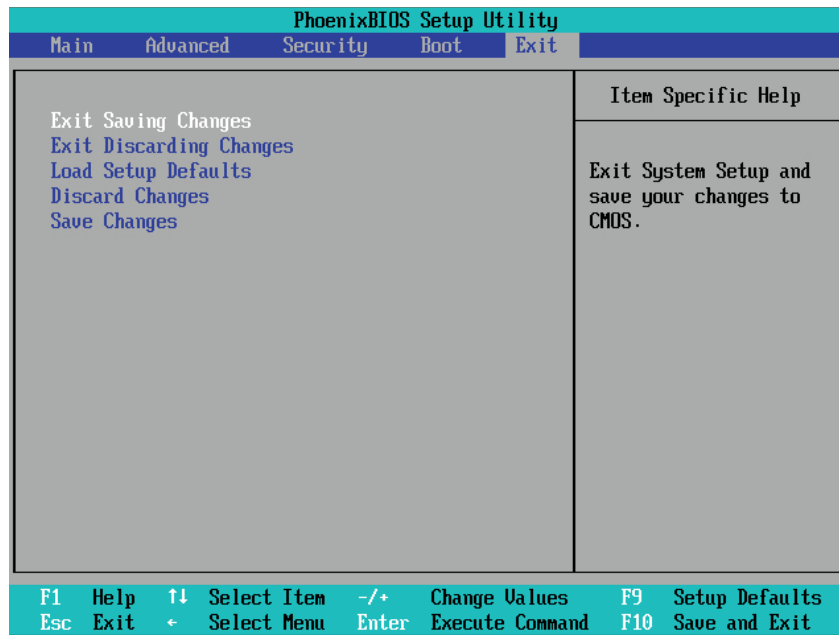 PhoenixBIOS Setup Utility
Main Advanced Security Boot Exit
Exit Saving Changes
Exit Discarding Changes
Load Setup Defaults
Discard Changes
Save Changes
Item Specific Help
Exit System Setup and
save your changes to
CMOS.
F1 Help ↑↓ Select Item -/+ Change Values F9 Setup Defaults
Esc Exit ← Select Menu Enter Execute Command F10 Save and Exit